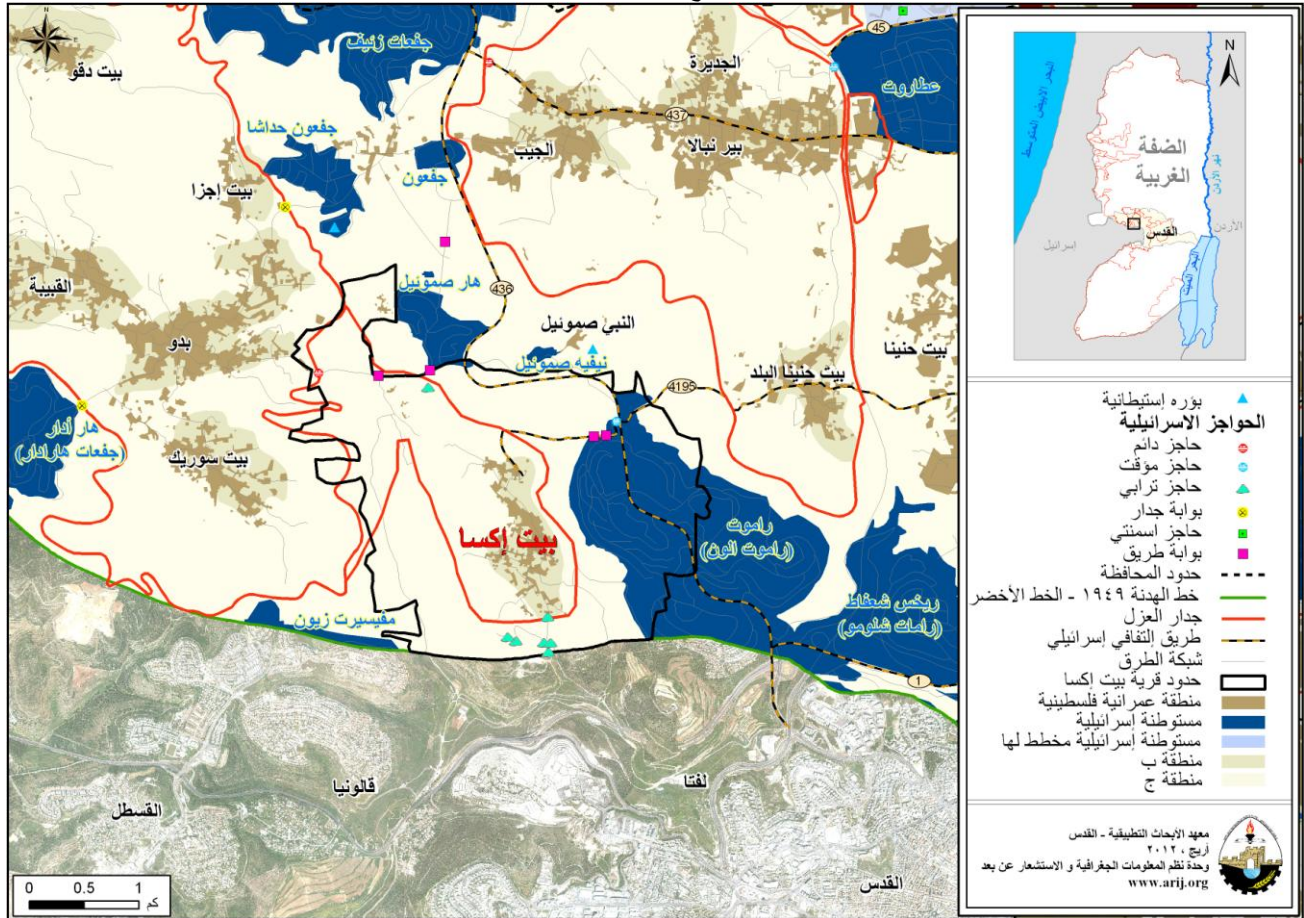 جفعات زئيف
بيت دقو
جفعون حداشا
جفعون
الجيب
الجديرة
437
بير نبالا
45
عطاروت
بيت إجزا
القبيبة
بدو
هار صموئيل
436
النبي صموئيل
نيفيه صموئيل
4195
بيت حنينا البلد
بيت حنينا
هار أدار
(جفعات هارادار)
بيت سوريك
بيت إكسا
راموت
(راموت الون)
ريخس شعفاط
(رامات شلومو)
مفيسيرت زيون
1
القسطل
قالونيا
لفتا
القدس
0 0.5 1
كم
N
البحر الابيض المتوسط
الضفة
الغربية
نهر الأردن
الأردن
القدس
إسرائيل
البحر الميت
بؤره إستيطانية
الحواجز الاسرائيلية
حاجز دائم
حاجز مؤقت
حاجز ترابي
بوابة جدار
حاجز اسمنتي
بوابة طريق
حدود المحافظة
خط الهدنة ١٩٤٩ - الخط الأخضر
جدار العزل
طريق إلتفافي إسرائيلي
شبكة الطرق
حدود قرية بيت إكسا
منطقة عمرانية فلسطينية
مستوطنة إسرائيلية
مستوطنة إسرائيلية مخطط لها
منطقة ب
منطقة ج
معهد الأبحاث التطبيقية - القدس
أريج ، ٢٠١٢
وحدة نظم المعلومات الجغرافية و الاستشعار عن بعد
www.arij.org